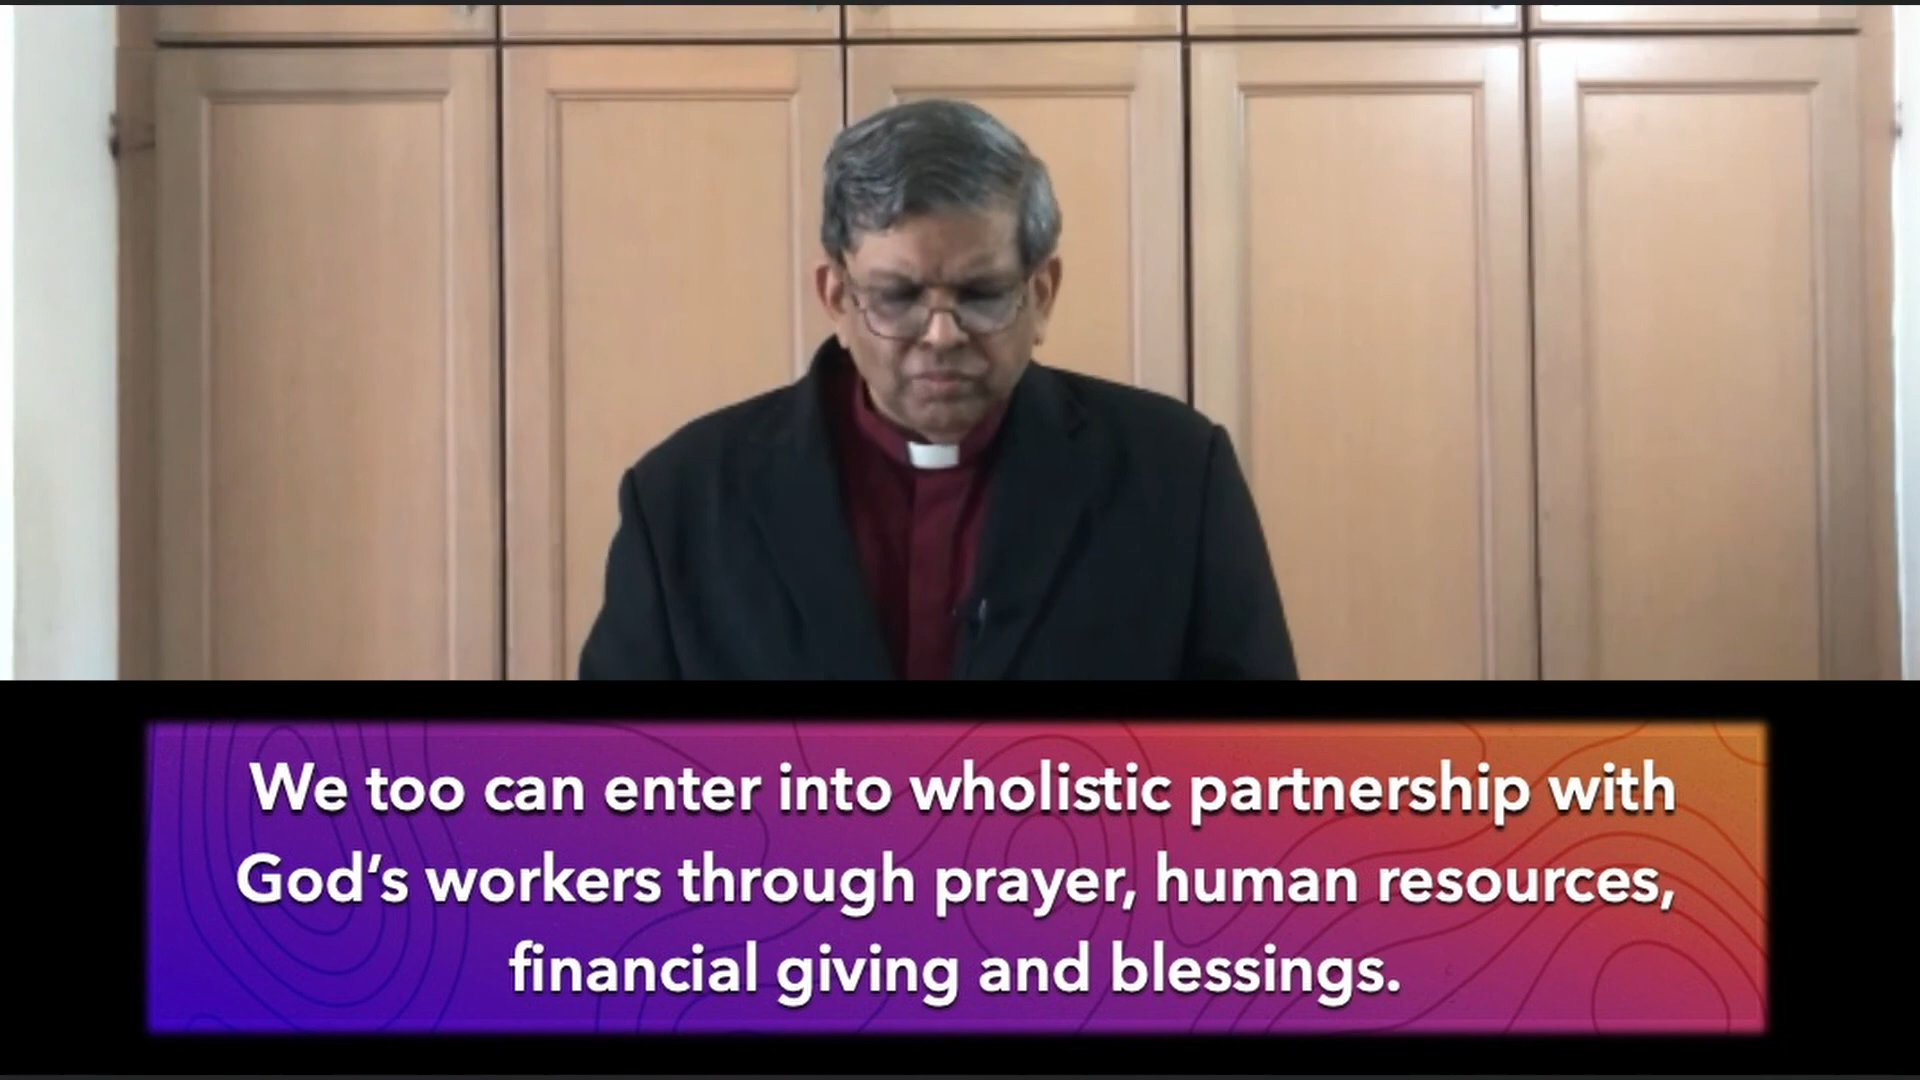 We too can enter into wholistic partnership with
God’s workers through prayer, human resources,
financial giving and blessings.